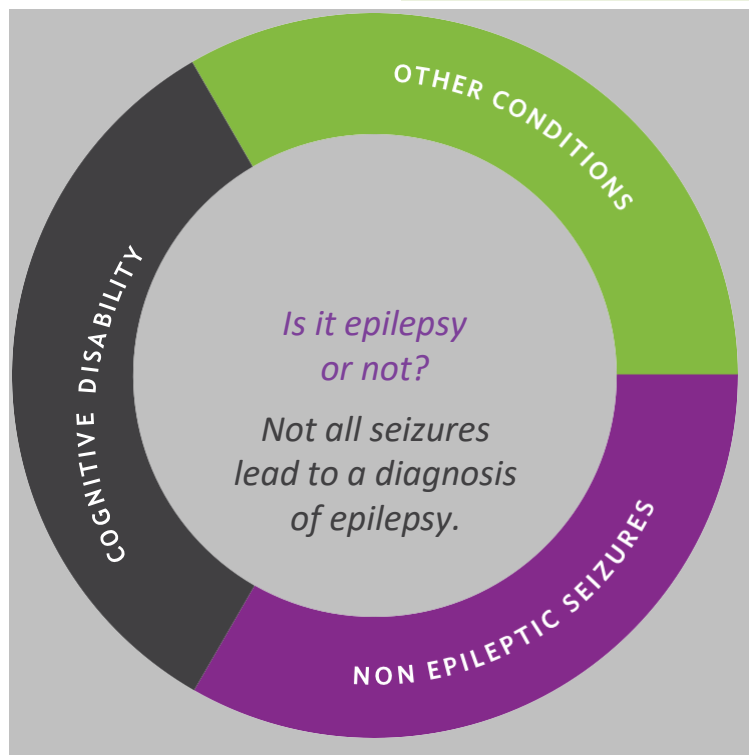 OTHER CONDITIONS
COGNITIVE DISABILITY
Is it epilepsy
or not?
Not all seizures
lead to a diagnosis
of epilepsy.
NON EPILEPTIC SEIZURES